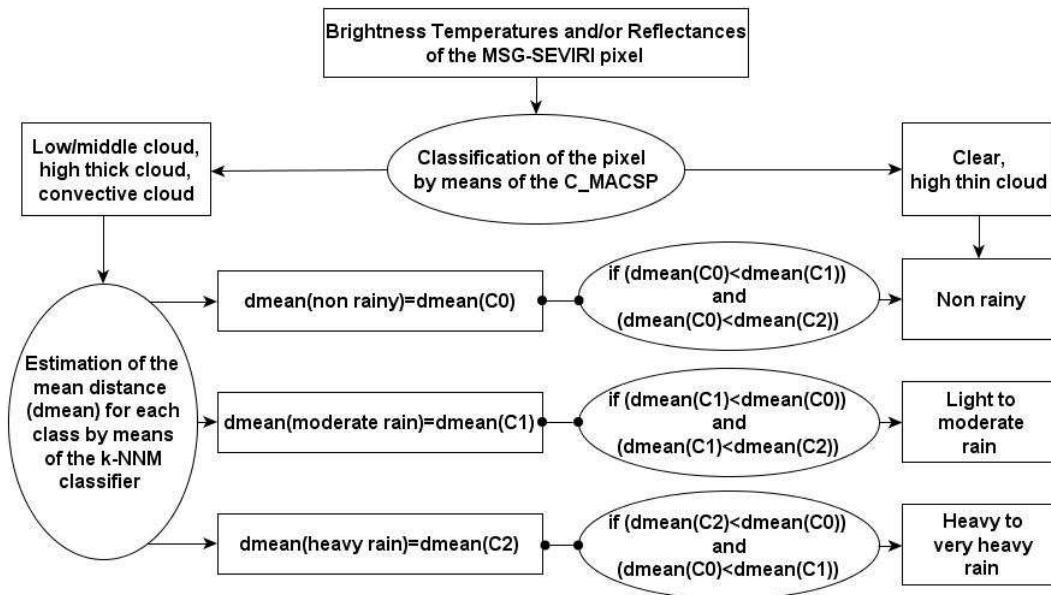 Brightness Temperatures and/or Reflectances
of the MSG-SEVIRI pixel
Low/middle cloud,
high thick cloud,
convective cloud
Classification of the pixel
by means of the C_MACSP
Clear,
high thin cloud
Estimation of the
mean distance
(dmean) for each
class by means
of the k-NNM
classifier
dmean(non rainy)=dmean(C0)
if (dmean(C0)<dmean(C1))
and
(dmean(C0)<dmean(C2))
Non rainy
dmean(moderate rain)=dmean(C1)
if (dmean(C1)<dmean(C0))
and
(dmean(C1)<dmean(C2))
Light to
moderate
rain
dmean(heavy rain)=dmean(C2)
if (dmean(C2)<dmean(C0))
and
(dmean(C0)<dmean(C1))
Heavy to
very heavy
rain